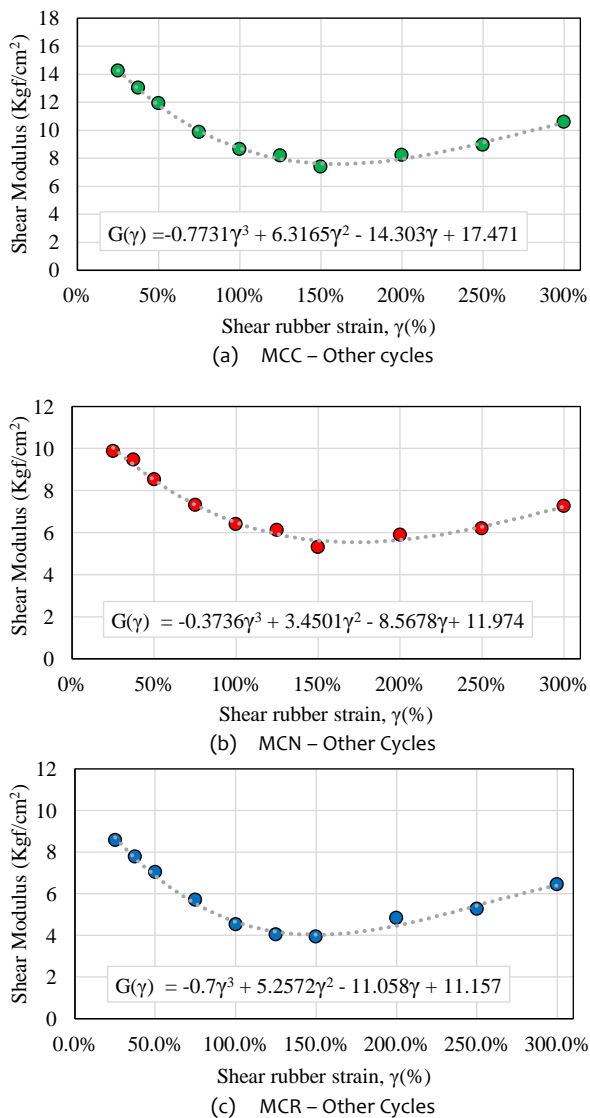 Shear Modulus (Kgf/cm²)
18
16
14
12
10
8
6
4
2
0
G(γ) =-0.7731γ³ + 6.3165γ² - 14.303γ + 17.471
0% 50% 100% 150% 200% 250% 300%
Shear rubber strain, γ(%)
(a) MCC – Other cycles
Shear Modulus (Kgf/cm²)
12
10
8
6
4
2
0
G(γ) = -0.3736γ³ + 3.4501γ² - 8.5678γ+ 11.974
0% 50% 100% 150% 200% 250% 300%
Shear rubber strain, γ(%)
(b) MCN – Other Cycles
Shear Modulus (Kgf/cm²)
12
10
8
6
4
2
0
G(γ) = -0.7γ³ + 5.2572γ² - 11.058γ + 11.157
0.0% 50.0% 100.0% 150.0% 200.0% 250.0% 300.0%
Shear rubber strain, γ(%)
(c) MCR – Other Cycles